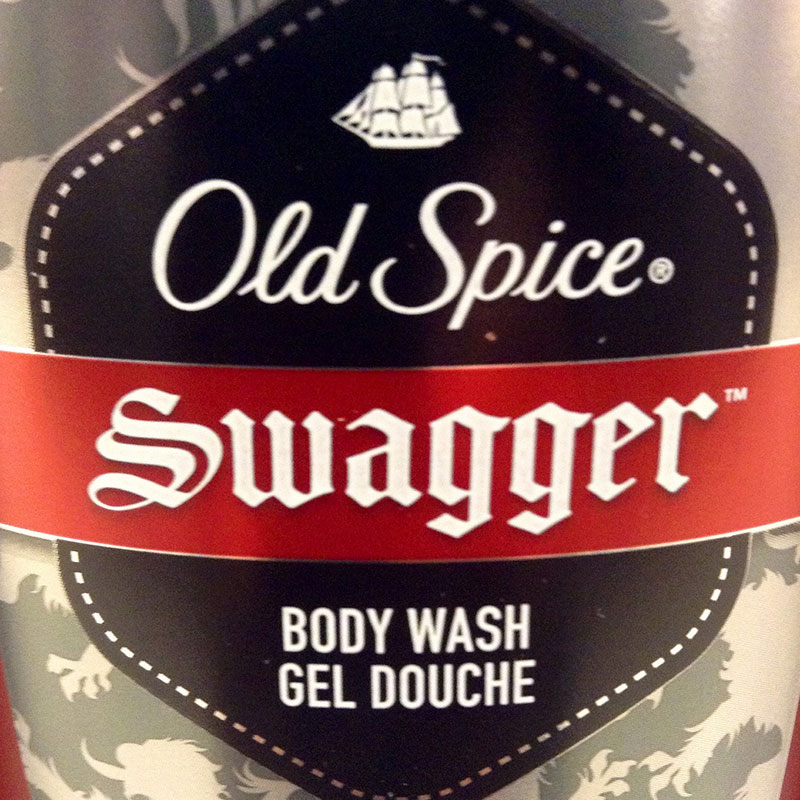 Old Spice®
Swagger™
BODY WASH
GEL DOUCHE